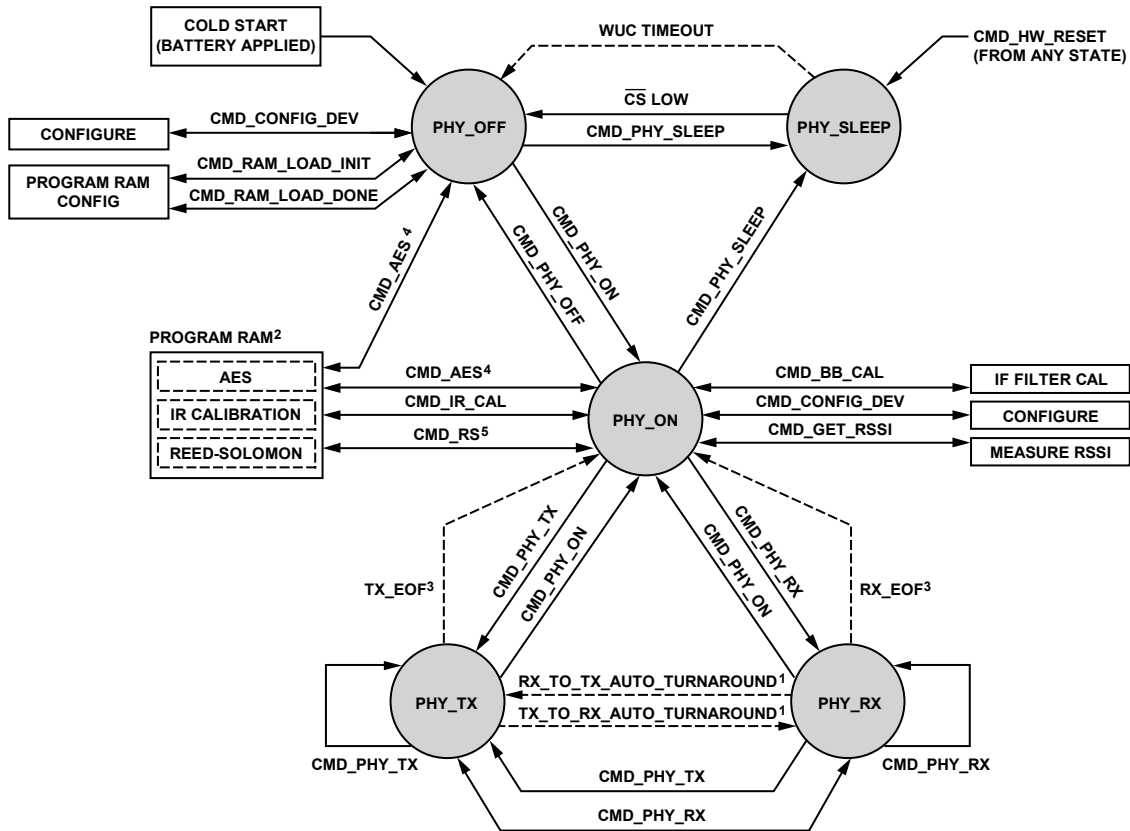 COLD START
(BATTERY APPLIED)
WUC TIMEOUT
CMD_HW_RESET
(FROM ANY STATE)
CS LOW
PHY_OFF
PHY_SLEEP
CMD_PHY_SLEEP
CONFIGURE
CMD_CONFIG_DEV
CMD_RAM_LOAD_INIT
PROGRAM RAM
CONFIG
CMD_RAM_LOAD_DONE
CMD_AES 4
CMD_PHY_OFF
CMD_PHY_ON
CMD_PHY_SLEEP
PROGRAM RAM2
AES
IR CALIBRATION
REED-SOLOMON
CMD_AES4
CMD_IR_CAL
CMD_RS5
PHY_ON
CMD_BB_CAL
CMD_CONFIG_DEV
CMD_GET_RSSI
IF FILTER CAL
CONFIGURE
MEASURE RSSI
TX_EOF3
CMD_PHY_TX
CMD_PHY_ON
CMD_PHY_ON
CMD_PHY_RX
RX_EOF3
PHY_TX
RX_TO_TX_AUTO_TURNAROUND1
TX_TO_RX_AUTO_TURNAROUND1
PHY_RX
CMD_PHY_TX
CMD_PHY_TX
CMD_PHY_RX
CMD_PHY_RX